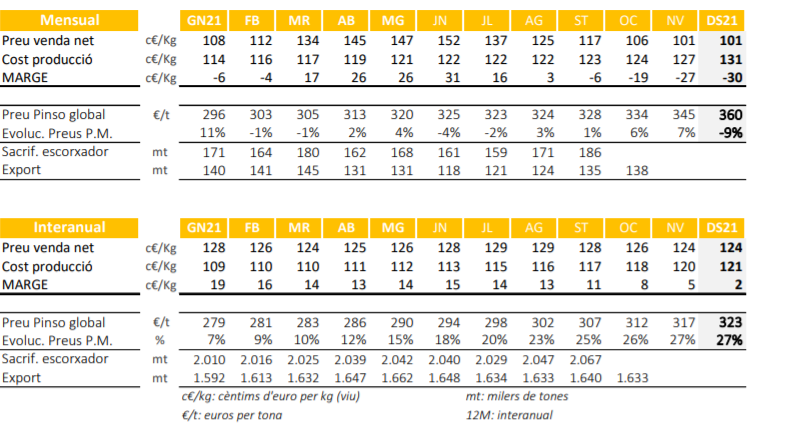 Mensual GN21 FB MR AB MG JN JL AG ST OC NV DS21
Preu venda net c€/Kg 108 112 134 145 147 152 137 125 117 106 101 101
Cost producció c€/Kg 114 116 117 119 121 122 122 122 123 124 127 131
MARGE c€/Kg -6 -4 17 26 26 31 16 3 -6 -19 -27 -30
Preu Pinso global €/t 296 303 305 313 320 325 323 324 328 334 345 360
Evoluc. Preus P.M. 11% -1% -1% 2% 4% -4% -2% 3% 1% 6% 7% -9%
Sacrif. escorxador mt 171 164 180 162 168 161 159 171 186
Export mt 140 141 145 131 131 118 121 124 135 138
Interanual GN21 FB MR AB MG JN JL AG ST OC NV DS21
Preu venda net c€/Kg 128 126 124 125 126 128 129 129 128 126 124 124
Cost producció c€/Kg 109 110 110 111 112 113 115 116 117 118 120 121
MARGE c€/Kg 19 16 14 13 14 15 14 13 11 8 5 2
Preu Pinso global €/t 279 281 283 286 290 294 298 302 307 312 317 323
Evoluc. Preus P.M. % 7% 9% 10% 12% 15% 18% 20% 23% 25% 26% 27% 27%
Sacrif. escorxador mt 2.010 2.016 2.025 2.039 2.042 2.040 2.029 2.047 2.067
Export mt 1.592 1.613 1.632 1.647 1.662 1.648 1.634 1.633 1.640 1.633
c€/kg: cèntims d'euro per kg (viu) mt: milers de tones
€/t: euros per tona 12M: interanual